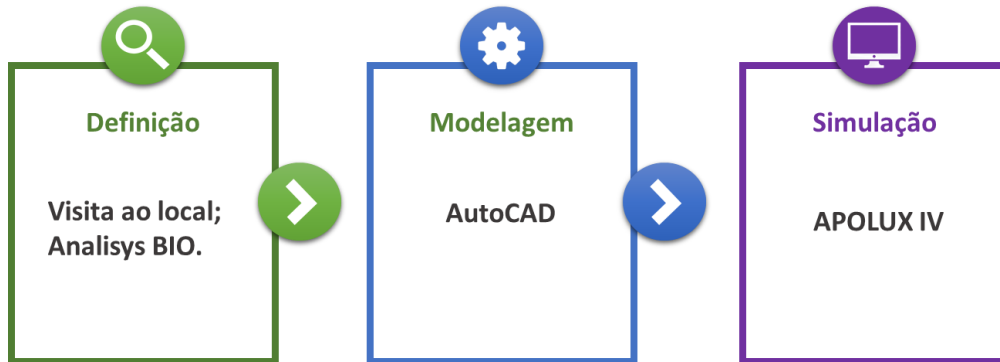 Definição
Visita ao local;
Analisys BIO.
Modelagem
AutoCAD
Simulação
APOLUX IV